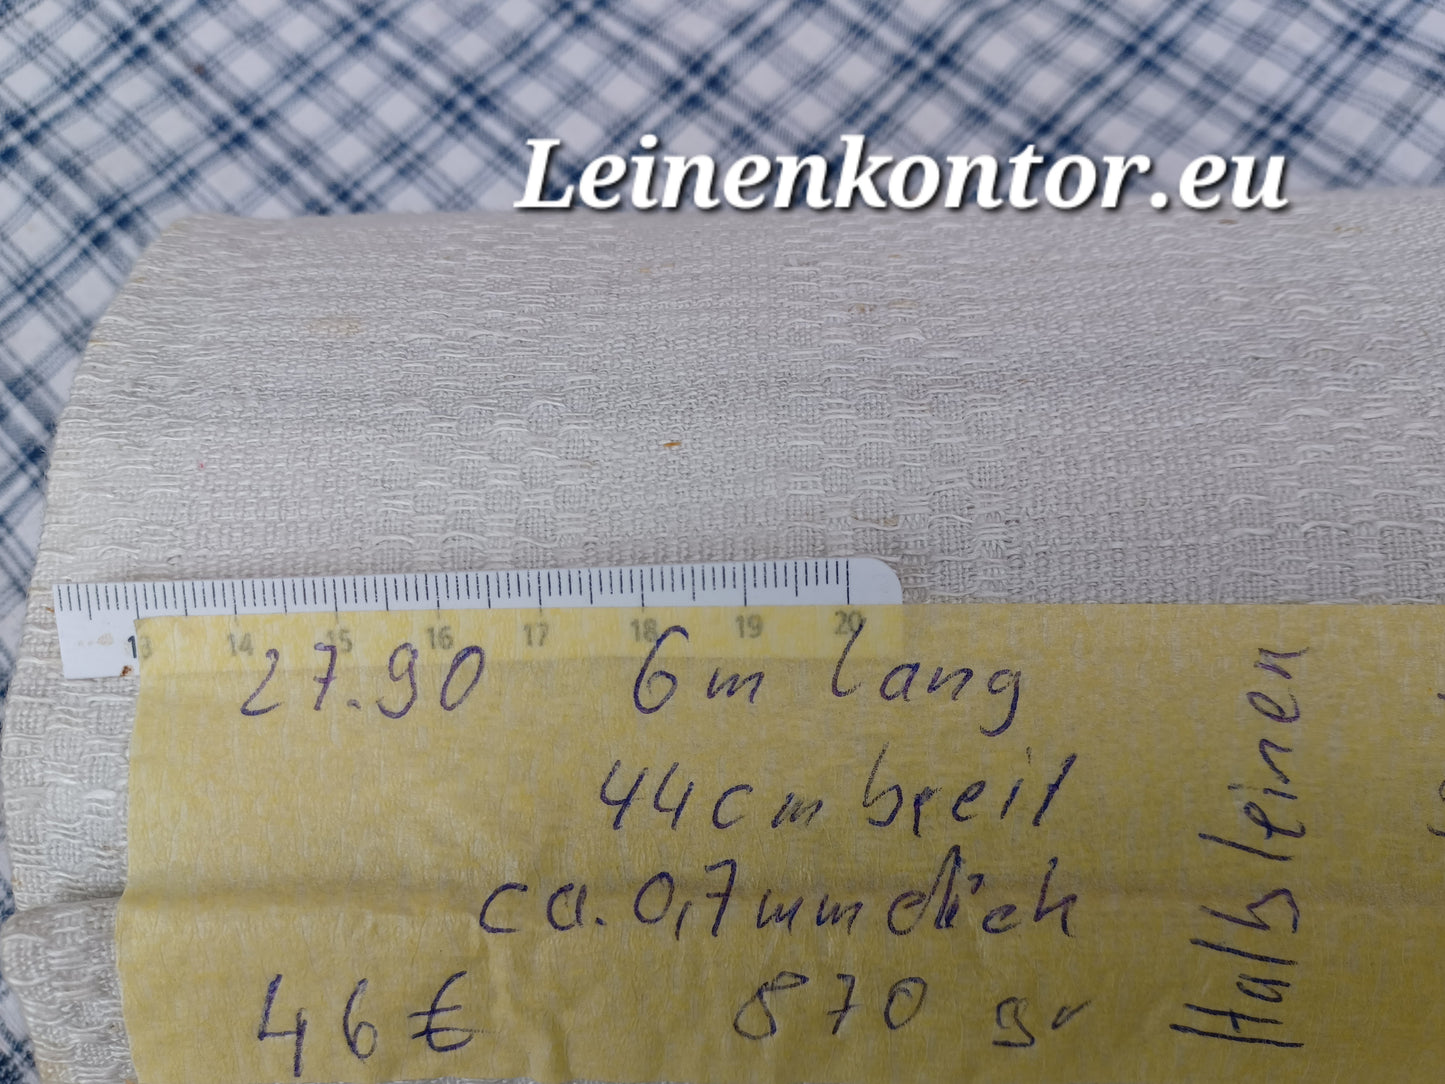 Leinenkontor.eu
13 14 15 16 17 18 19 20
27.90 6m lang
44cm breit
ca. 0,7mm dick
46 € 870 gr
Halbleinen